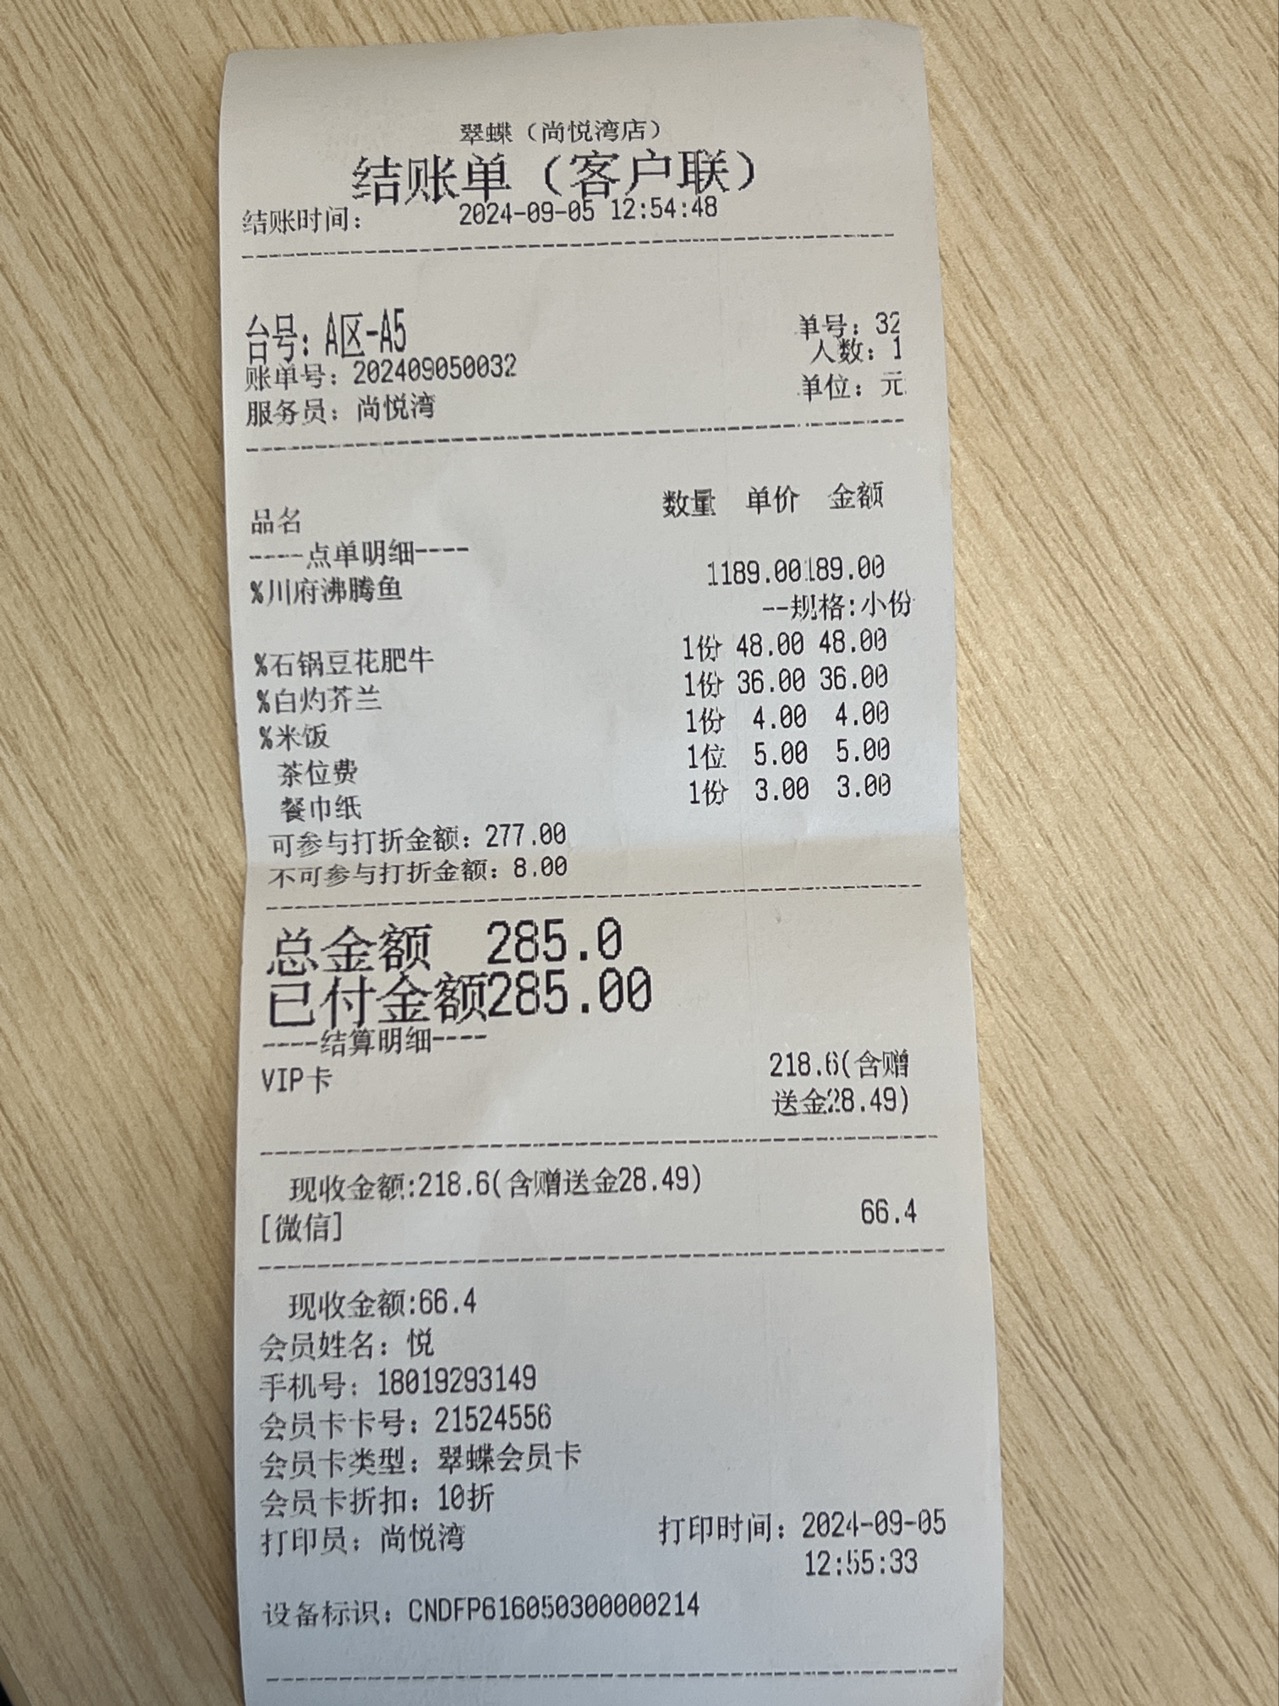 翠蝶（尚悦湾店）
结账单（客户联）
结账时间： 2024-09-05 12:54:48
台号：A区-A5 单号：32
人数：1
账单号：202409050032
单位：元
服务员：尚悦湾
品名 数量 单价 金额
----点单明细----
%川府沸腾鱼 1189.00189.00
--规格:小份
%石锅豆花肥牛 1份 48.00 48.00
%白灼芥兰 1份 36.00 36.00
%米饭 1份 4.00 4.00
茶位费 1位 5.00 5.00
餐巾纸 1份 3.00 3.00
可参与打折金额：277.00
不可参与打折金额：8.00
总金额 285.0
已付金额285.00
----结算明细----
VIP卡 218.6(含赠
送金28.49)
现收金额:218.6(含赠送金28.49)
[微信] 66.4
现收金额:66.4
会员姓名：悦
手机号：18019293149
会员卡卡号：21524556
会员卡类型：翠蝶会员卡
会员卡折扣：10折
打印员：尚悦湾 打印时间：2024-09-05
12:55:33
设备标识：CNDFP616050300000214